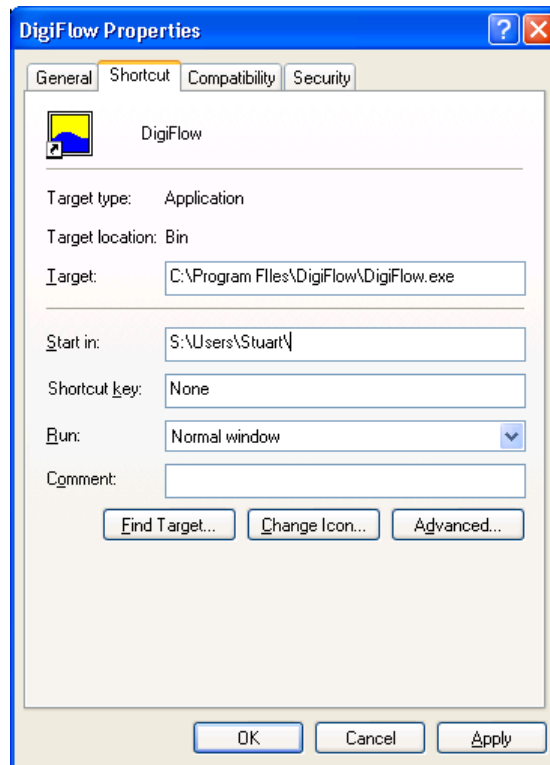 DigiFlow Properties
General Shortcut Compatibility Security
DigiFlow
Target type: Application
Target location: Bin
Target: C:\Program FIles\DigiFlow\DigiFlow.exe
Start in: S:\Users\Stuart\
Shortcut key: None
Run: Normal window
Comment:
Find Target... Change Icon... Advanced...
OK Cancel Apply